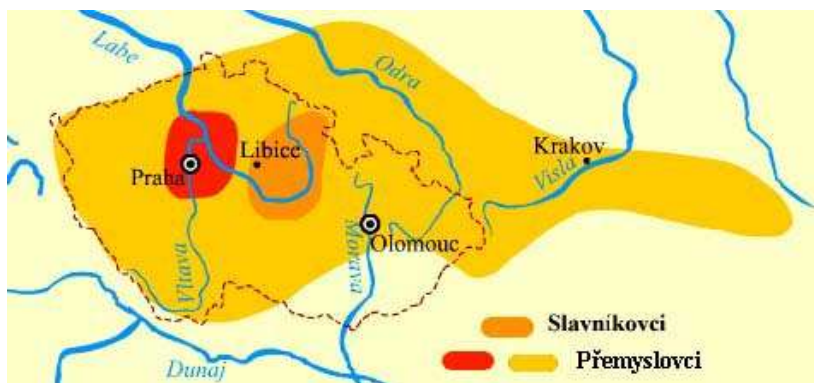 Labe
Odra
Praha
Libice
Krakov
Visla
Olomouc
Morava
Vltava
Dunaj
Slavníkovci
Přemyslovci